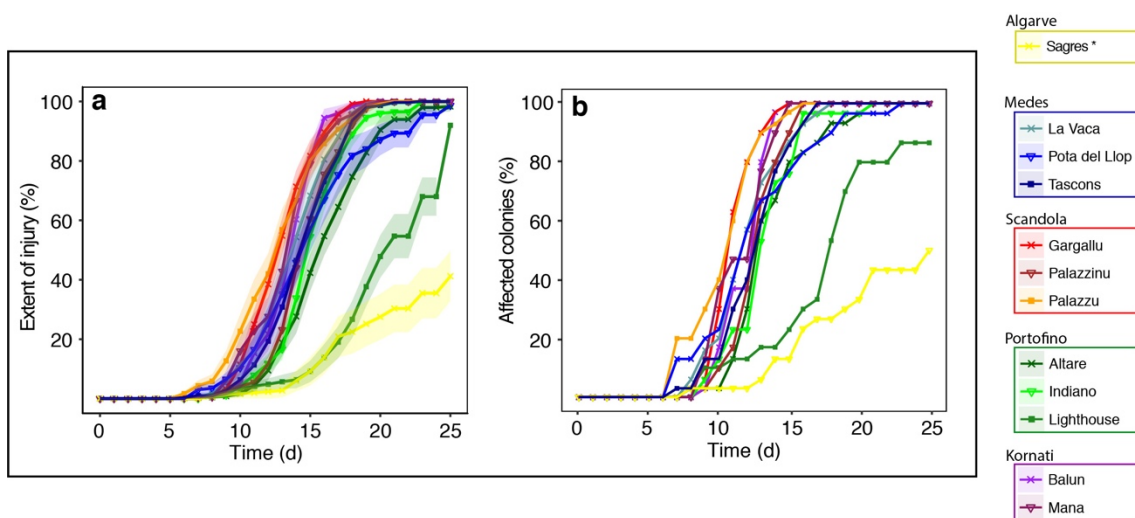 Algarve
Sagres *
Medes
La Vaca
Pota del Llop
Tascons
Scandola
Gargallu
Palazzinu
Palazzu
Portofino
Altare
Indiano
Lighthouse
Kornati
Balun
Mana
a
Extent of injury (%)
100
80
60
40
20
0 5 10 15 20 25
Time (d)
b
Affected colonies (%)
100
80
60
40
20
0 5 10 15 20 25
Time (d)